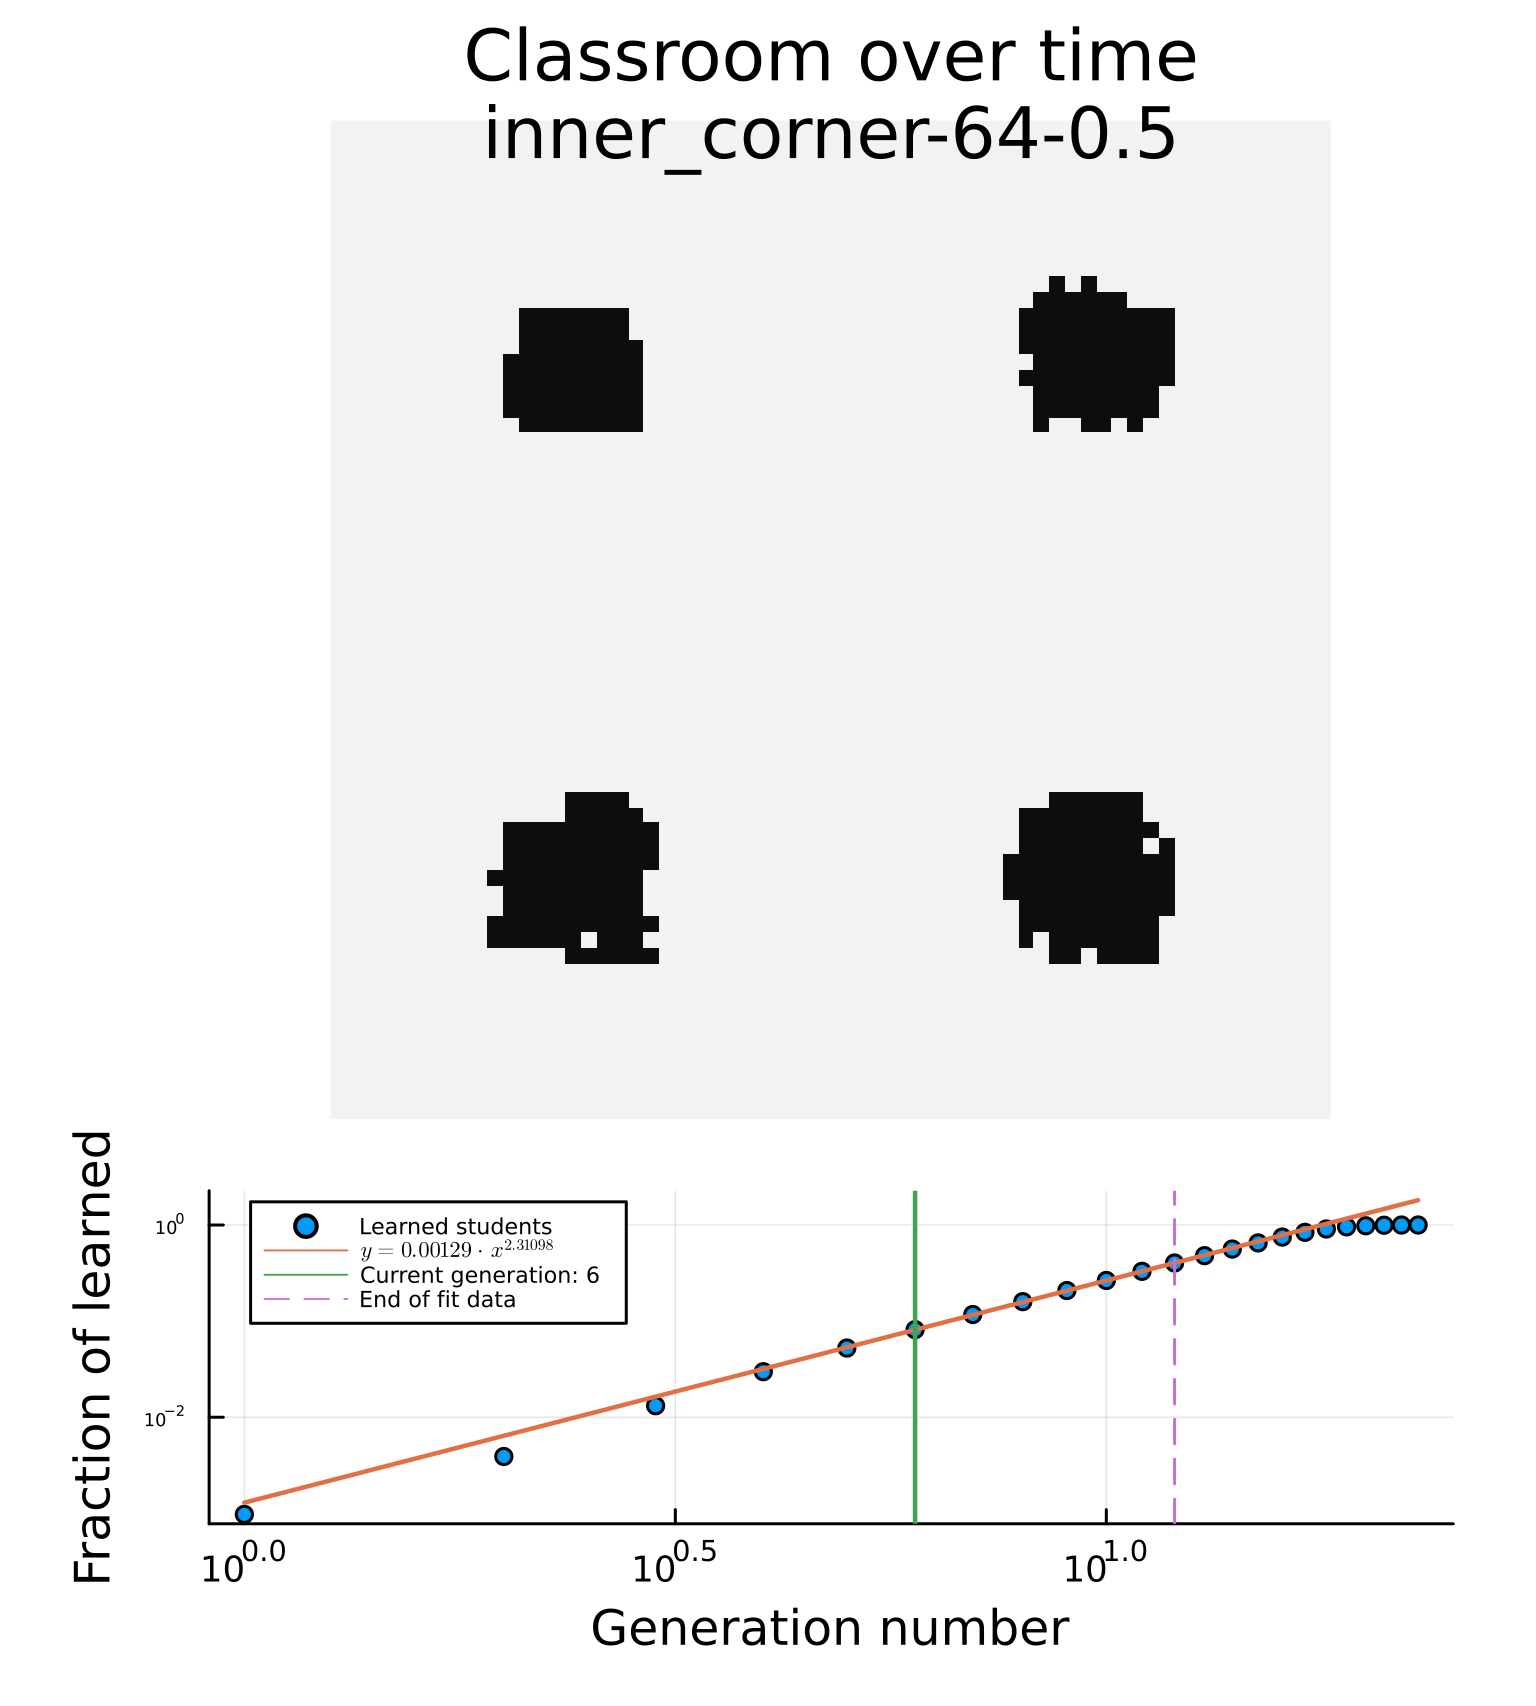 Classroom over time
inner_corner-64-0.5
Fraction of learned
10^0
10^−2
Learned students
y = 0.00129 · x^2.31098
Current generation: 6
End of fit data
10^0.0
10^0.5
10^1.0
Generation number